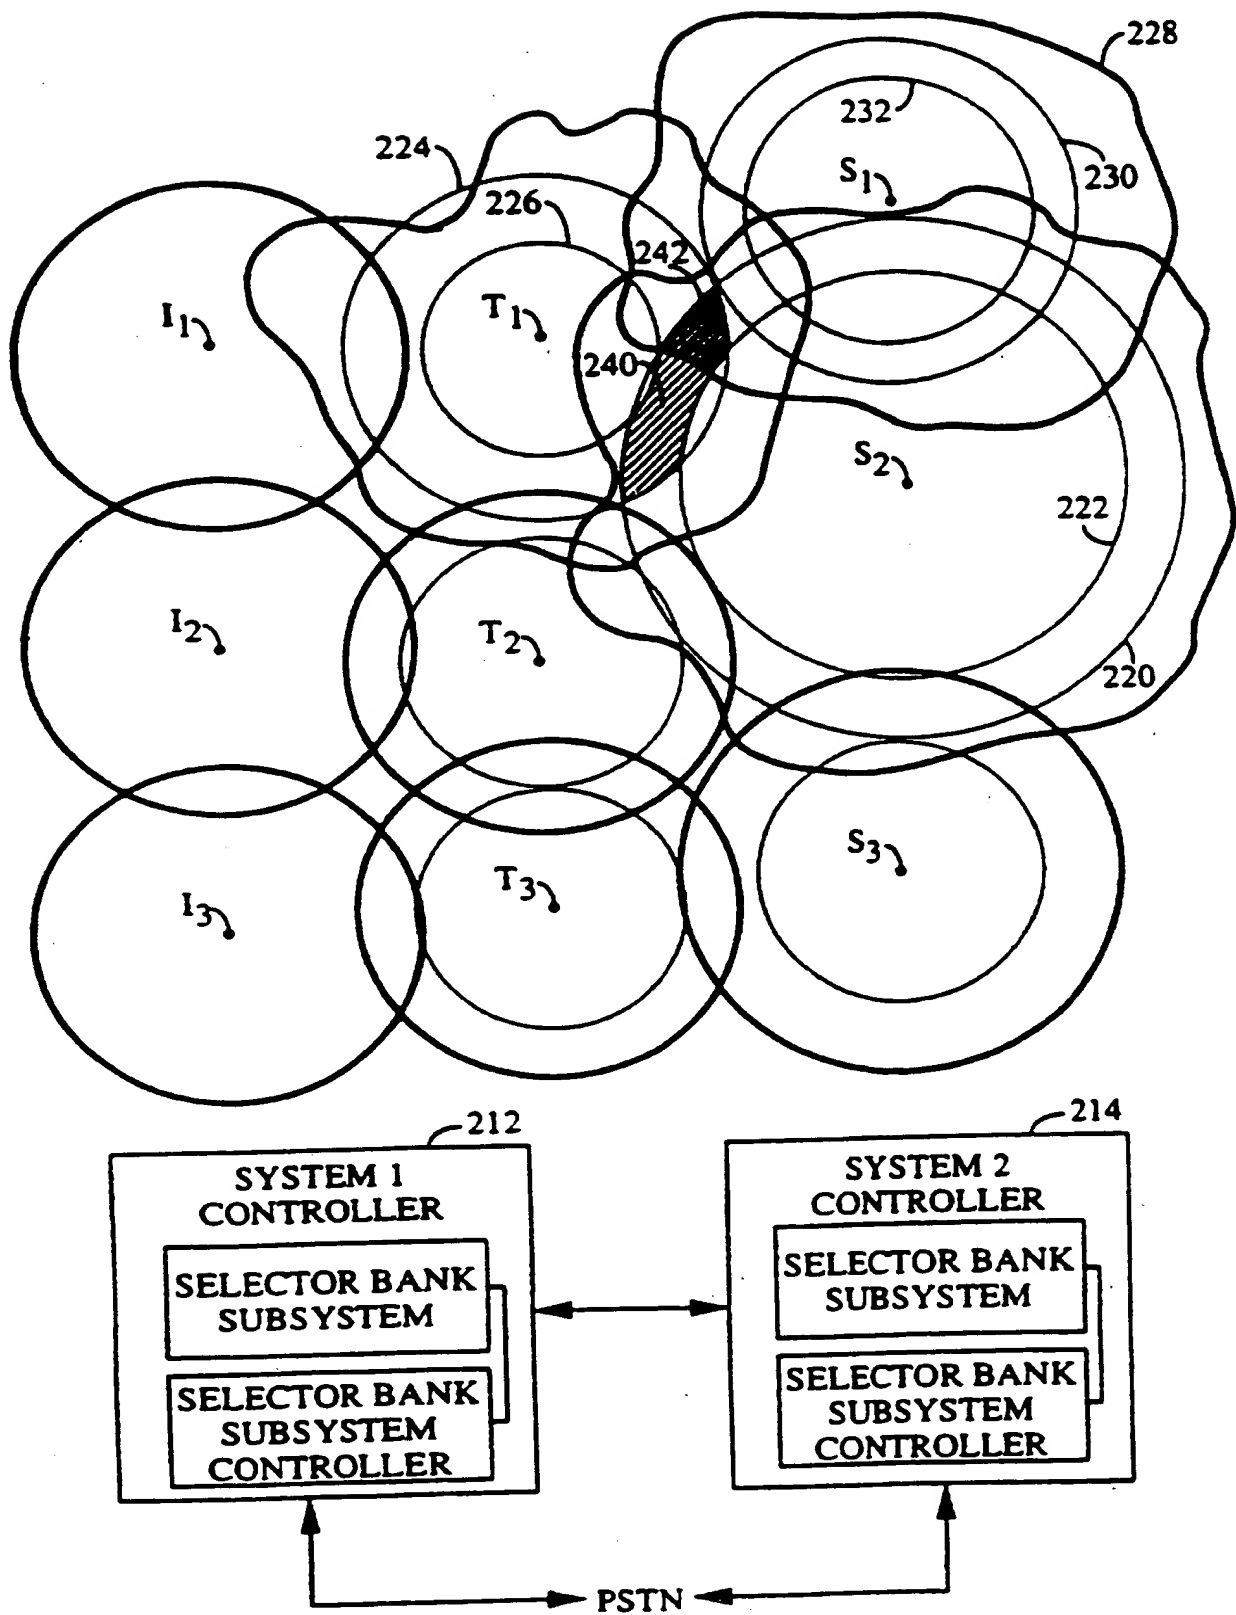 228
232
224
S1
230
226
242
I1
T1
240
S2
222
I2
T2
220
S3
T3
I3
212
214
SYSTEM 1
CONTROLLER
SELECTOR BANK
SUBSYSTEM
SELECTOR BANK
SUBSYSTEM
CONTROLLER
SYSTEM 2
CONTROLLER
SELECTOR BANK
SUBSYSTEM
SELECTOR BANK
SUBSYSTEM
CONTROLLER
PSTN